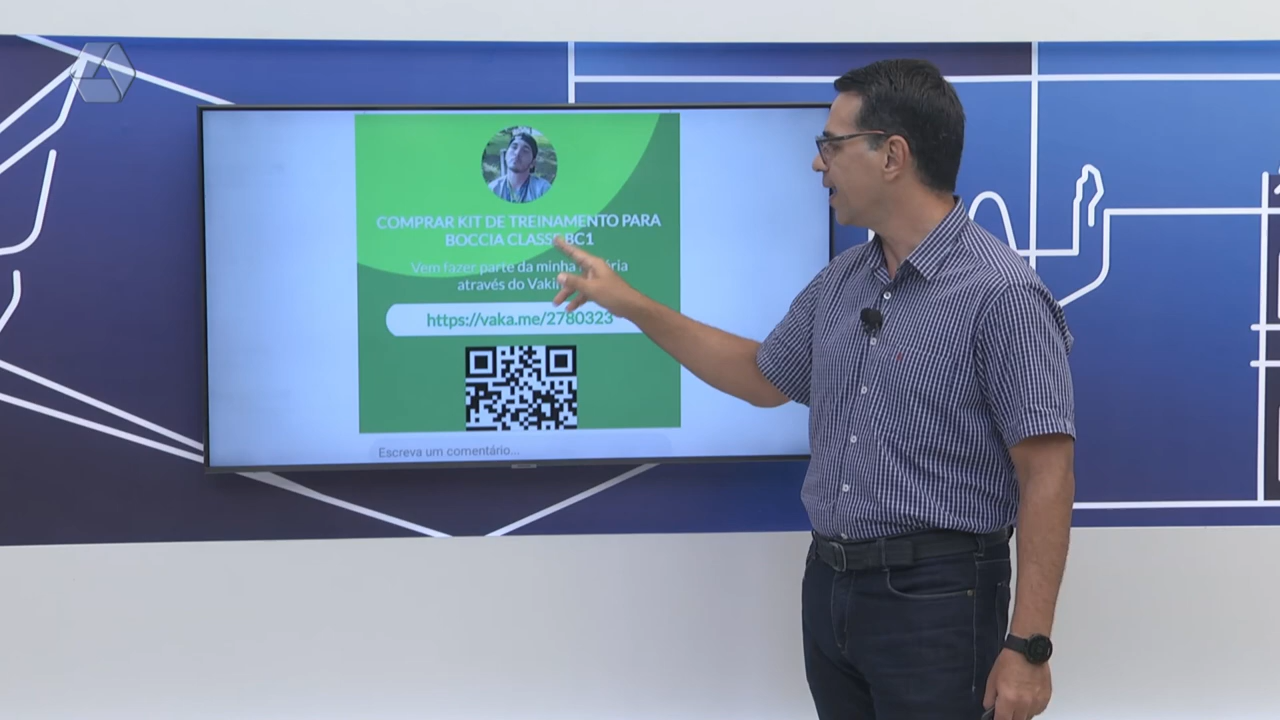 COMPRAR KIT DE TREINAMENTO PARA
BOCCIA CLASSE BC1
Vem fazer parte da minha
através do
https://vaka.me/2780323
Escreva um comentário...